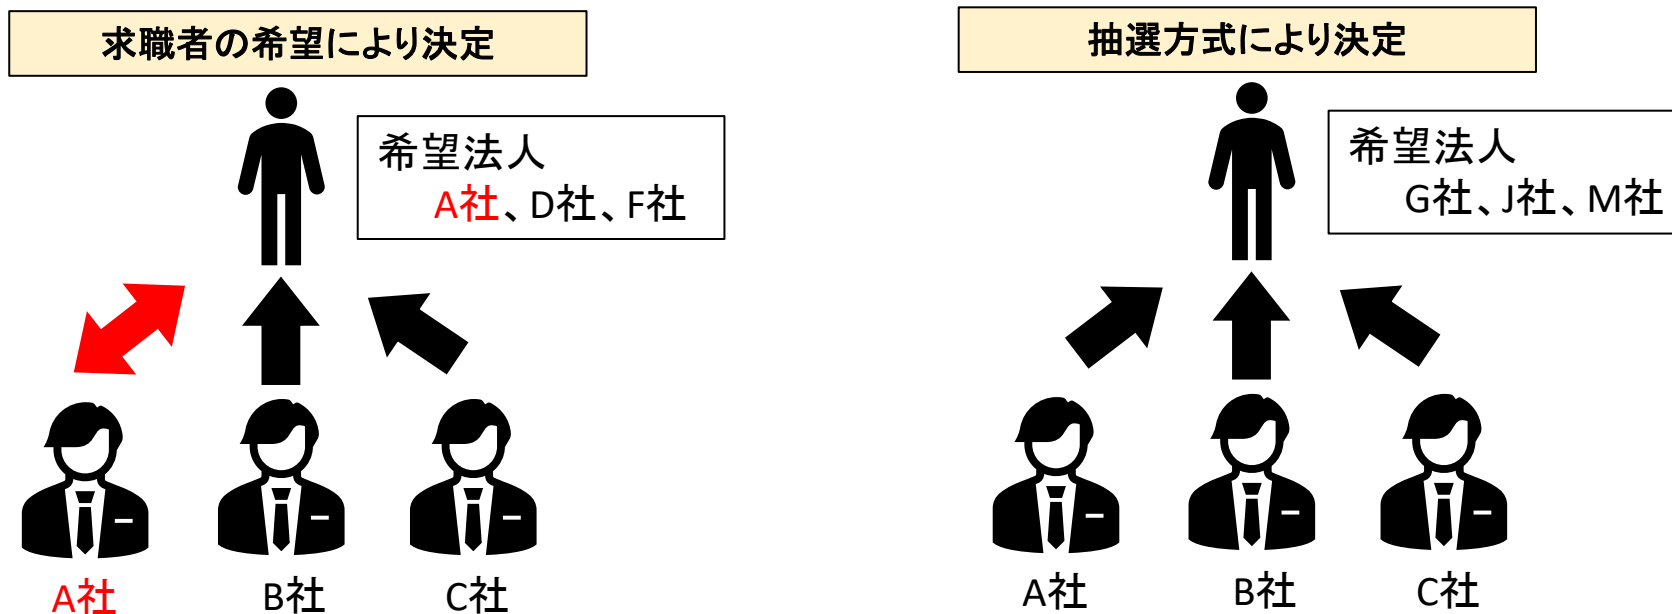 求職者の希望により決定
希望法人
A社、D社、F社
A社
B社
C社
抽選方式により決定
希望法人
G社、J社、M社
A社
B社
C社